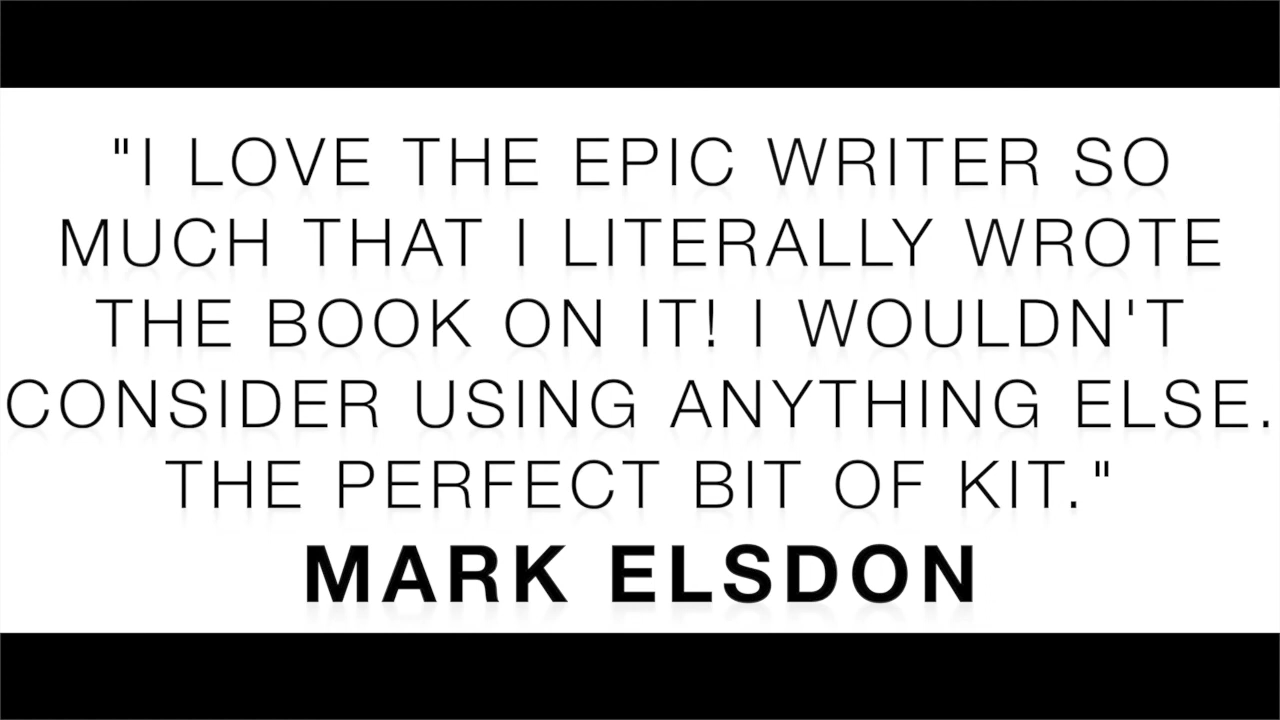 "I LOVE THE EPIC WRITER SO
MUCH THAT I LITERALLY WROTE
THE BOOK ON IT! I WOULDN'T
CONSIDER USING ANYTHING ELSE.
THE PERFECT BIT OF KIT."
MARK ELSDON